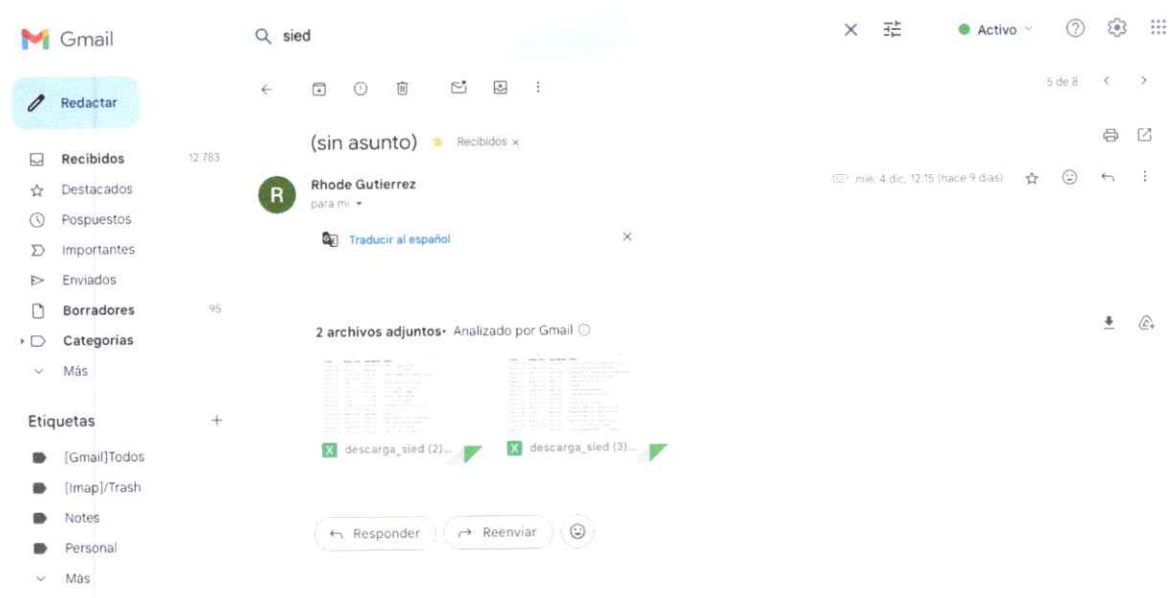 Gmail
sied
Activo
Redactar
5 de 8
(sin asunto)
Recibidos x
Recibidos 12.783
Rhode Gutierrez
mié, 4 dic, 12:15 (hace 9 días)
para mí
Destacados
Pospuestos
Traducir al español
Importantes
Enviados
Borradores 95
2 archivos adjuntos• Analizado por Gmail
Categorías
Más
Etiquetas +
[Gmail]Todos
descarga_sied (2)...
descarga_sied (3)...
[Imap]/Trash
Notes
Responder
Reenviar
Personal
Más